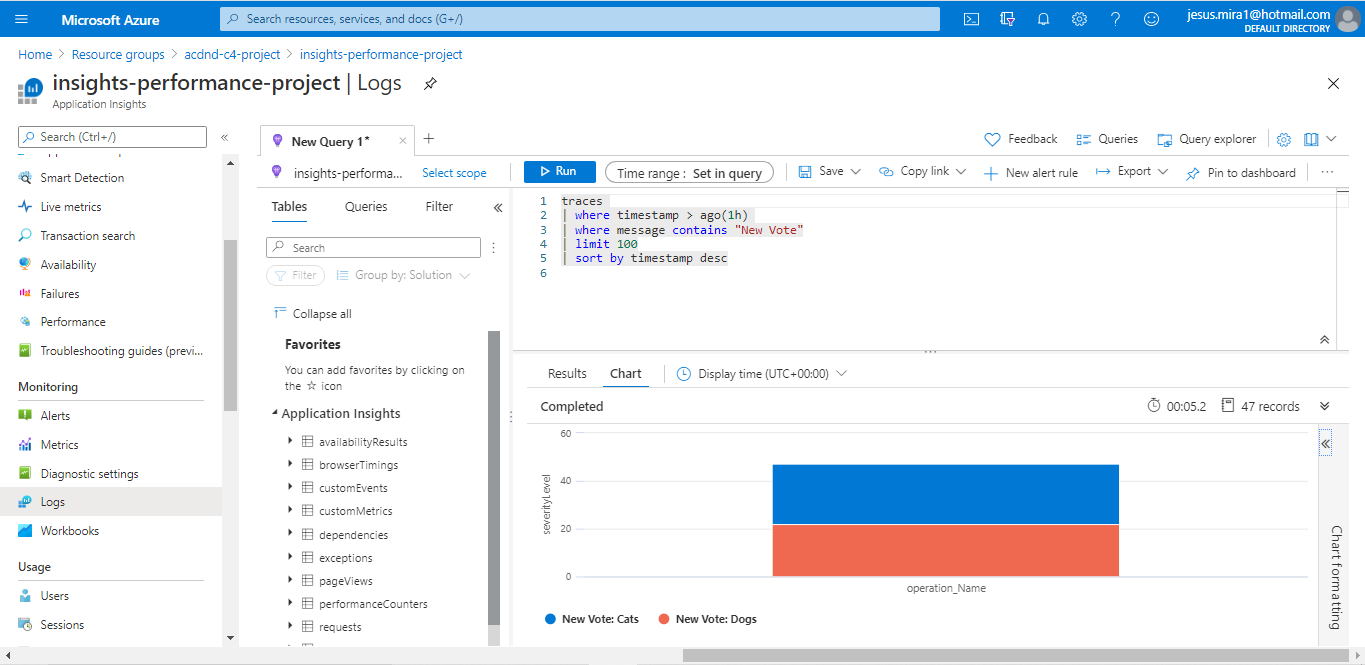 Microsoft Azure
Search resources, services, and docs (G+/)
jesus.mira1@hotmail.com
DEFAULT DIRECTORY
Home > Resource groups > acdnd-c4-project > insights-performance-project
insights-performance-project | Logs
Application Insights
Search (Ctrl+/)
Smart Detection
Live metrics
Transaction search
Availability
Failures
Performance
Troubleshooting guides (previ...
Monitoring
Alerts
Metrics
Diagnostic settings
Logs
Workbooks
Usage
Users
Sessions
New Query 1*
Feedback
Queries
Query explorer
insights-performa...
Select scope
Run
Time range : Set in query
Save
Copy link
New alert rule
Export
Pin to dashboard
Tables
Queries
Filter
Search
Filter
Group by: Solution
Collapse all
Favorites
You can add favorites by clicking on
the ☆ icon
Application Insights
availabilityResults
browserTimings
customEvents
customMetrics
dependencies
exceptions
pageViews
performanceCounters
requests
1 traces
2 | where timestamp > ago(1h)
3 | where message contains "New Vote"
4 | limit 100
5 | sort by timestamp desc
6
Results
Chart
Display time (UTC+00:00)
Completed
00:05.2
47 records
60
40
20
0
severityLevel
operation_Name
New Vote: Cats
New Vote: Dogs
Chart formatting